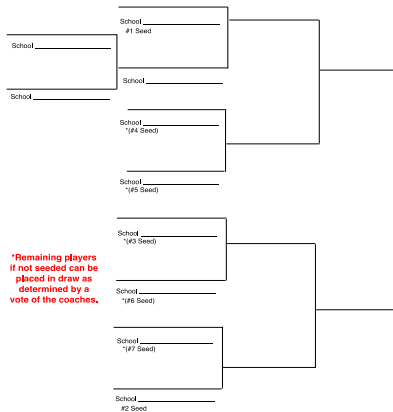 School
#1 Seed
School
School
School
School
*(#4 Seed)
School
*(#5 Seed)
School
*(#3 Seed)
*Remaining players
if not seeded can be
placed in draw as
determined by a
vote of the coaches.
School
*(#6 Seed)
School
*(#7 Seed)
School
#2 Seed